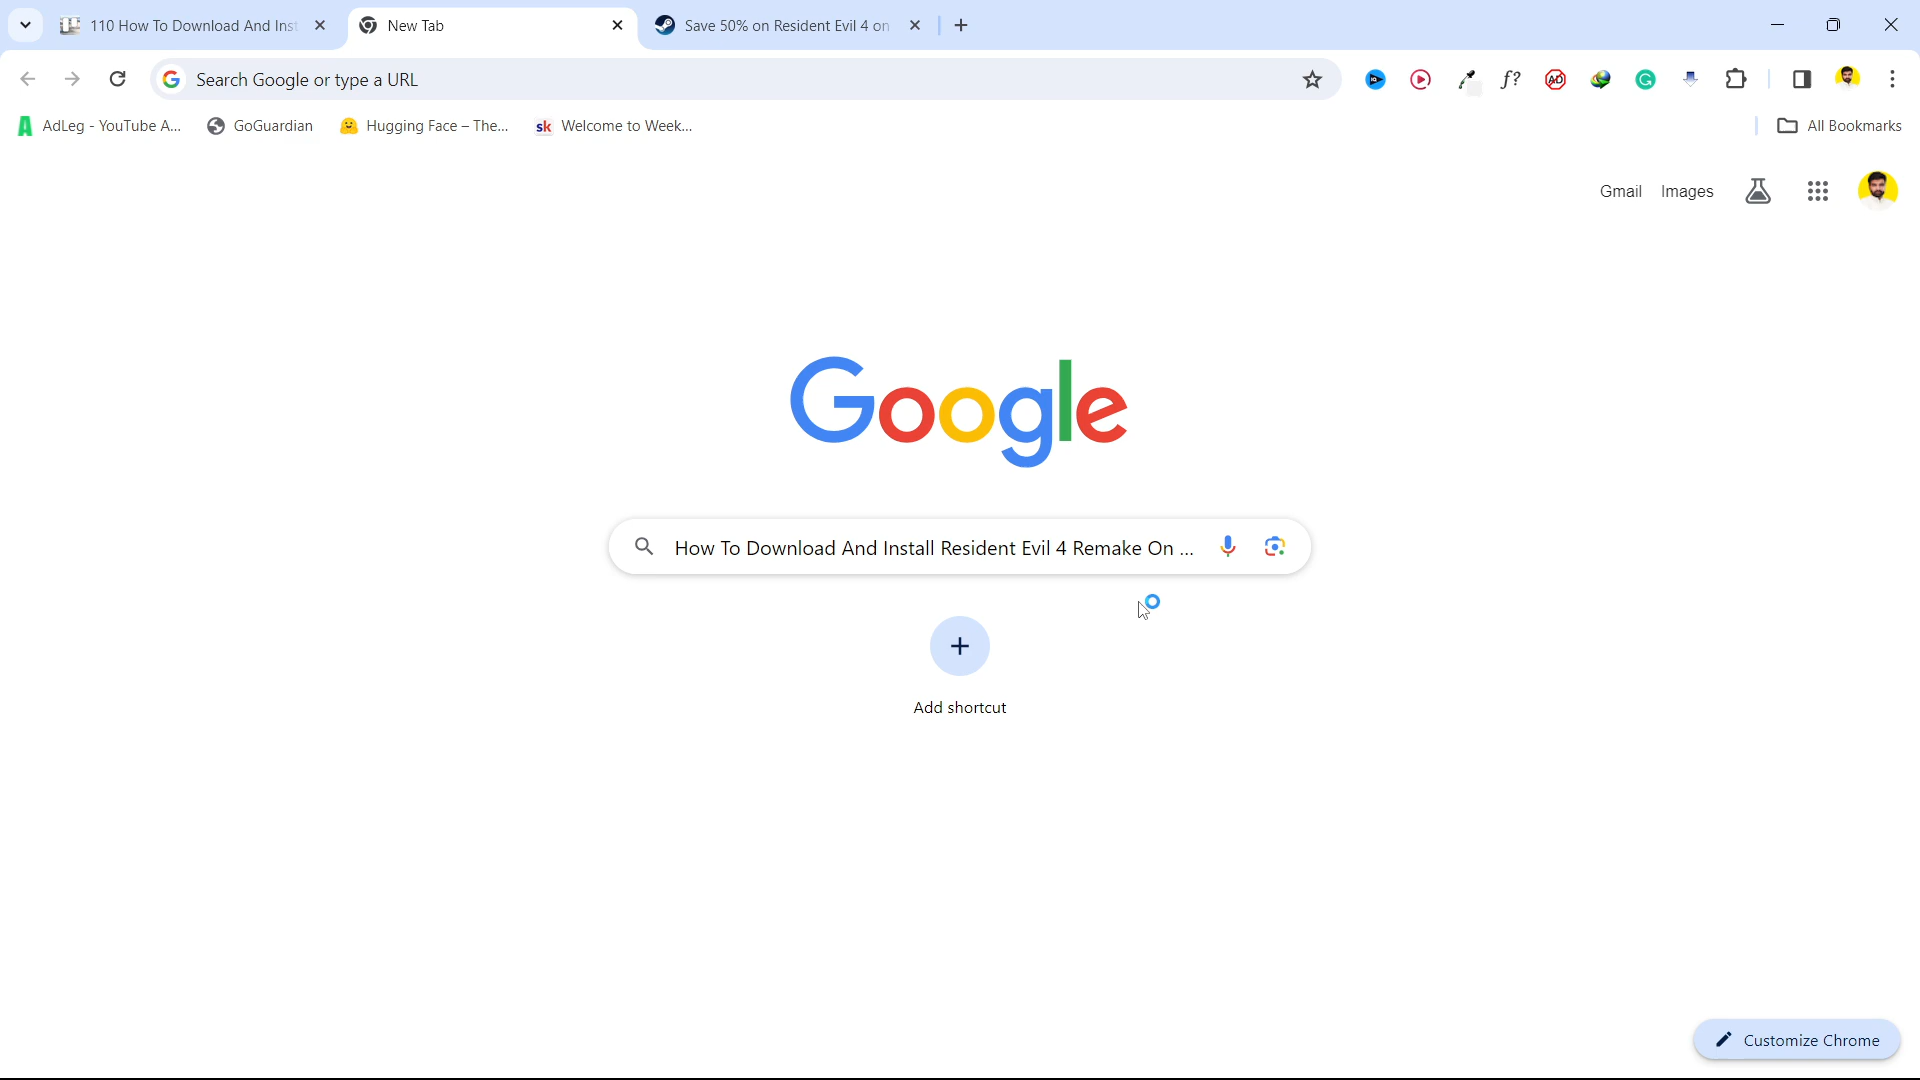 110 How To Download And Inst
New Tab
Save 50% on Resident Evil 4 on
Search Google or type a URL
AdLeg - YouTube A...
GoGuardian
Hugging Face – The...
sk Welcome to Week...
All Bookmarks
Gmail
Images
Google
How To Download And Install Resident Evil 4 Remake On ...
Add shortcut
Customize Chrome